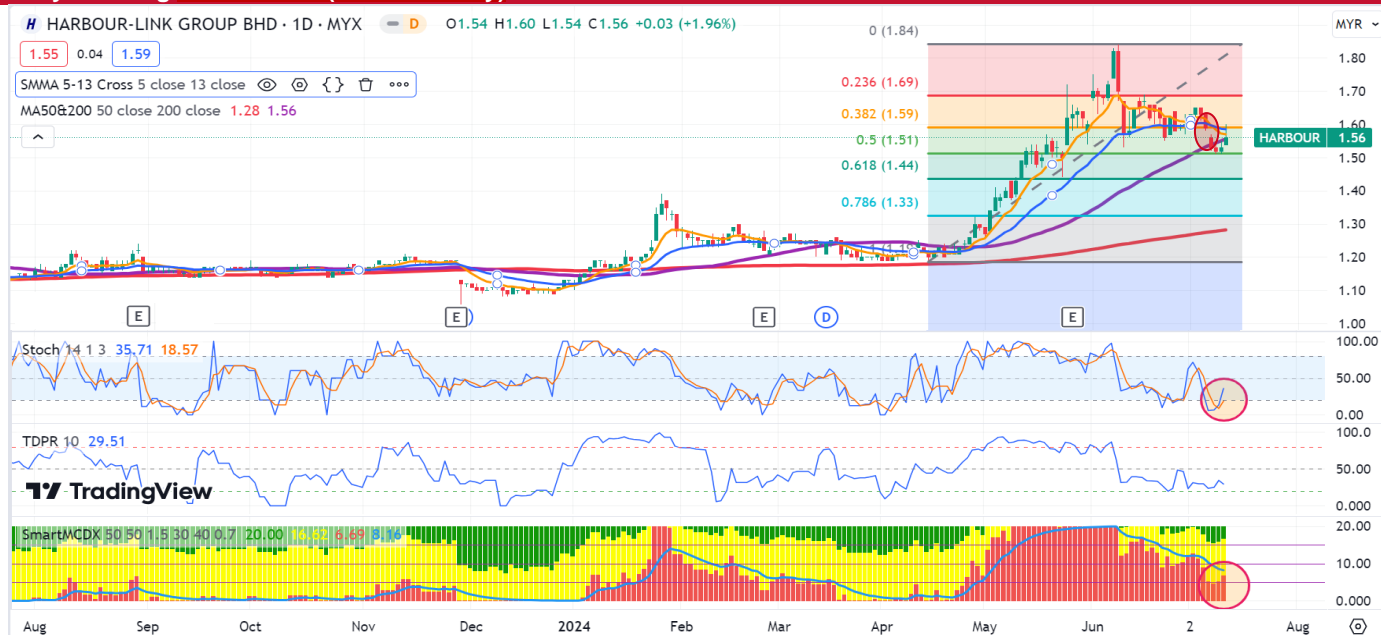 H HARBOUR-LINK GROUP BHD · 1D · MYX D O1.54 H1.60 L1.54 C1.56 +0.03 (+1.96%)
MYR
1.55 0.04 1.59
SMMA 5-13 Cross 5 close 13 close
MA50&200 50 close 200 close 1.28 1.56
0 (1.84)
0.236 (1.69)
0.382 (1.59)
0.5 (1.51)
0.618 (1.44)
0.786 (1.33)
1.80
1.70
1.60
HARBOUR 1.56
1.50
1.40
1.30
1.20
1.10
1.00
E E E D E
Stoch 14 1 3 35.71 18.57
100.00
50.00
0.00
TDPR 10 29.51
100.0
50.00
0.000
TradingView
SmartMCDX 50 50 1.5 30 40 0.7 20.00 16.62 6.69 8.16
20.00
10.00
0.000
Aug Sep Oct Nov Dec 2024 Feb Mar Apr May Jun 2 Aug